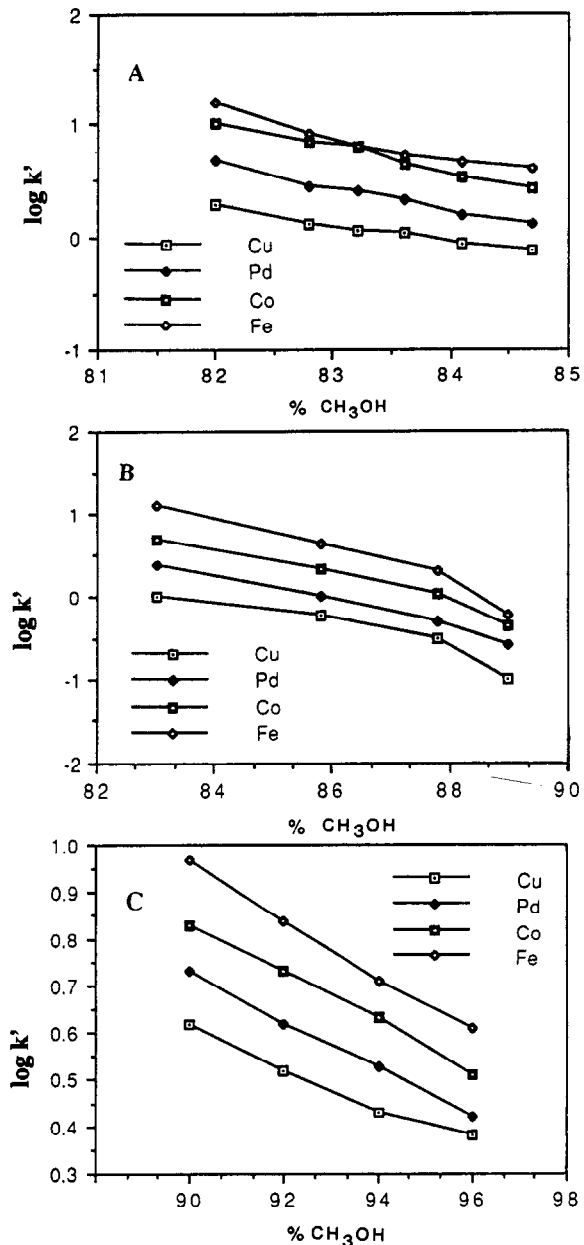 2
A
1
log k'
0
Cu
Pd
Co
Fe
-1
81 82 83 84 85
% CH₃OH
2
B
1
log k'
0
Cu
Pd
-1
Co
Fe
-2
82 84 86 88 90
% CH₃OH
1.0
0.9
C
Cu
Pd
0.8
Co
Fe
0.7
log k'
0.6
0.5
0.4
0.3
90 92 94 96 98
% CH₃OH